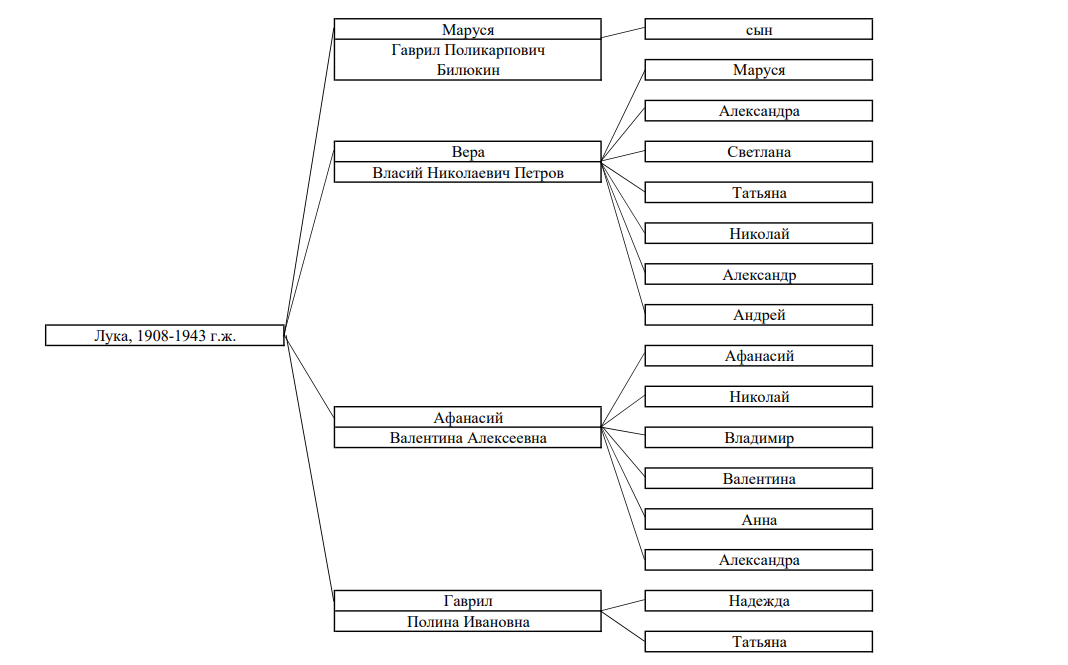 Маруся
Гаврил Поликарпович
Билюкин
сын
Вера
Власий Николаевич Петров
Маруся
Александра
Светлана
Татьяна
Николай
Александр
Андрей
Лука, 1908-1943 г.ж.
Афанасий
Валентина Алексеевна
Афанасий
Николай
Владимир
Валентина
Анна
Александра
Гаврил
Полина Ивановна
Надежда
Татьяна